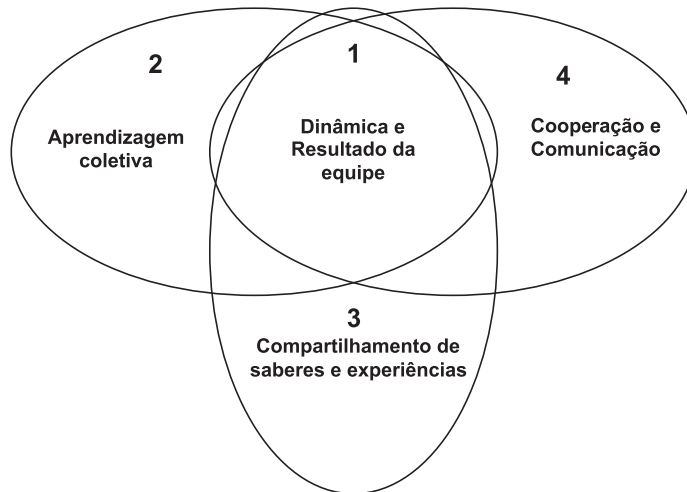 2
Aprendizagem
coletiva
1
Dinâmica e
Resultado da
equipe
4
Cooperação e
Comunicação
3
Compartilhamento de
saberes e experiências